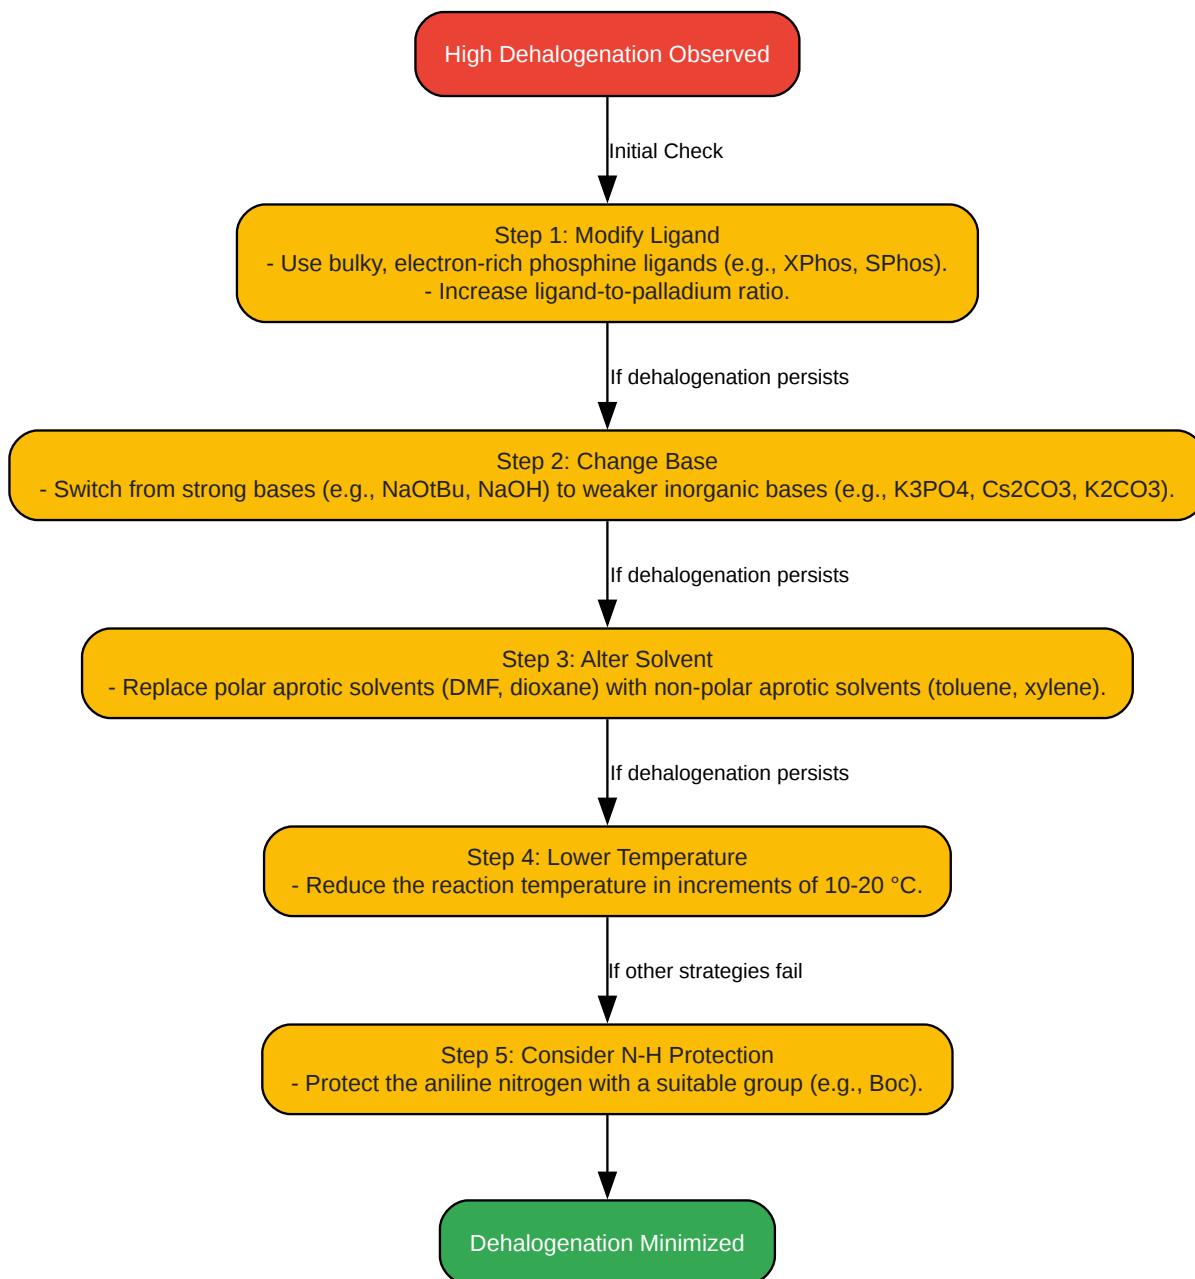 High Dehalogenation Observed
Initial Check
Step 1: Modify Ligand
- Use bulky, electron-rich phosphine ligands (e.g., XPhos, SPhos).
- Increase ligand-to-palladium ratio.
If dehalogenation persists
Step 2: Change Base
- Switch from strong bases (e.g., NaOtBu, NaOH) to weaker inorganic bases (e.g., K3PO4, Cs2CO3, K2CO3).
If dehalogenation persists
Step 3: Alter Solvent
- Replace polar aprotic solvents (DMF, dioxane) with non-polar aprotic solvents (toluene, xylene).
If dehalogenation persists
Step 4: Lower Temperature
- Reduce the reaction temperature in increments of 10-20 °C.
If other strategies fail
Step 5: Consider N-H Protection
- Protect the aniline nitrogen with a suitable group (e.g., Boc).
Dehalogenation Minimized